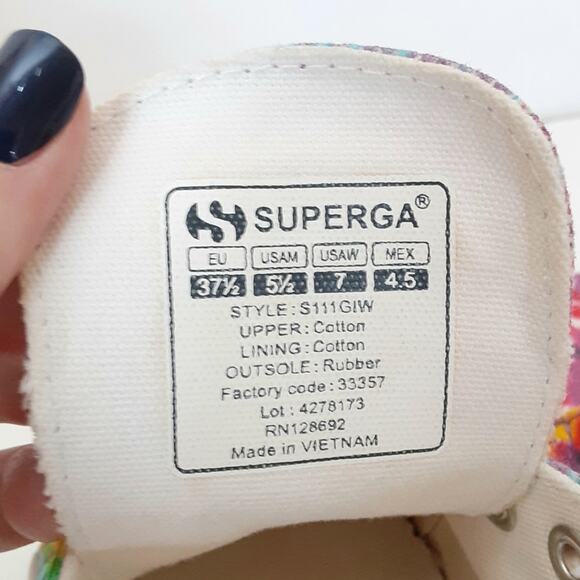 SUPERGA®
EU USAM USAW MEX
37½ 5½ 7 4.5
STYLE : S111GIW
UPPER : Cotton
LINING : Cotton
OUTSOLE : Rubber
Factory code : 33357
Lot : 4278173
RN128692
Made in VIETNAM